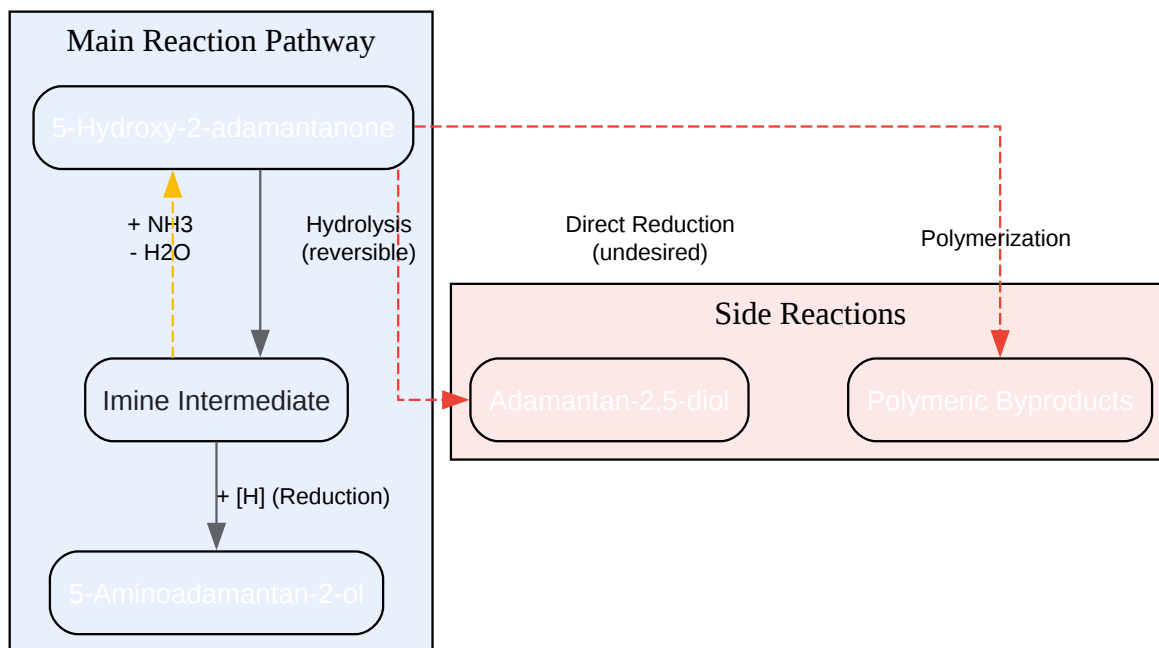 Main Reaction Pathway
5-Hydroxy-2-adamantanone
+ NH3
- H2O
Hydrolysis
(reversible)
Direct Reduction
(undesired)
Polymerization
Side Reactions
Imine Intermediate
Adamantan-2,5-diol
Polymeric Byproducts
+ [H] (Reduction)
5-Aminoadamantan-2-ol